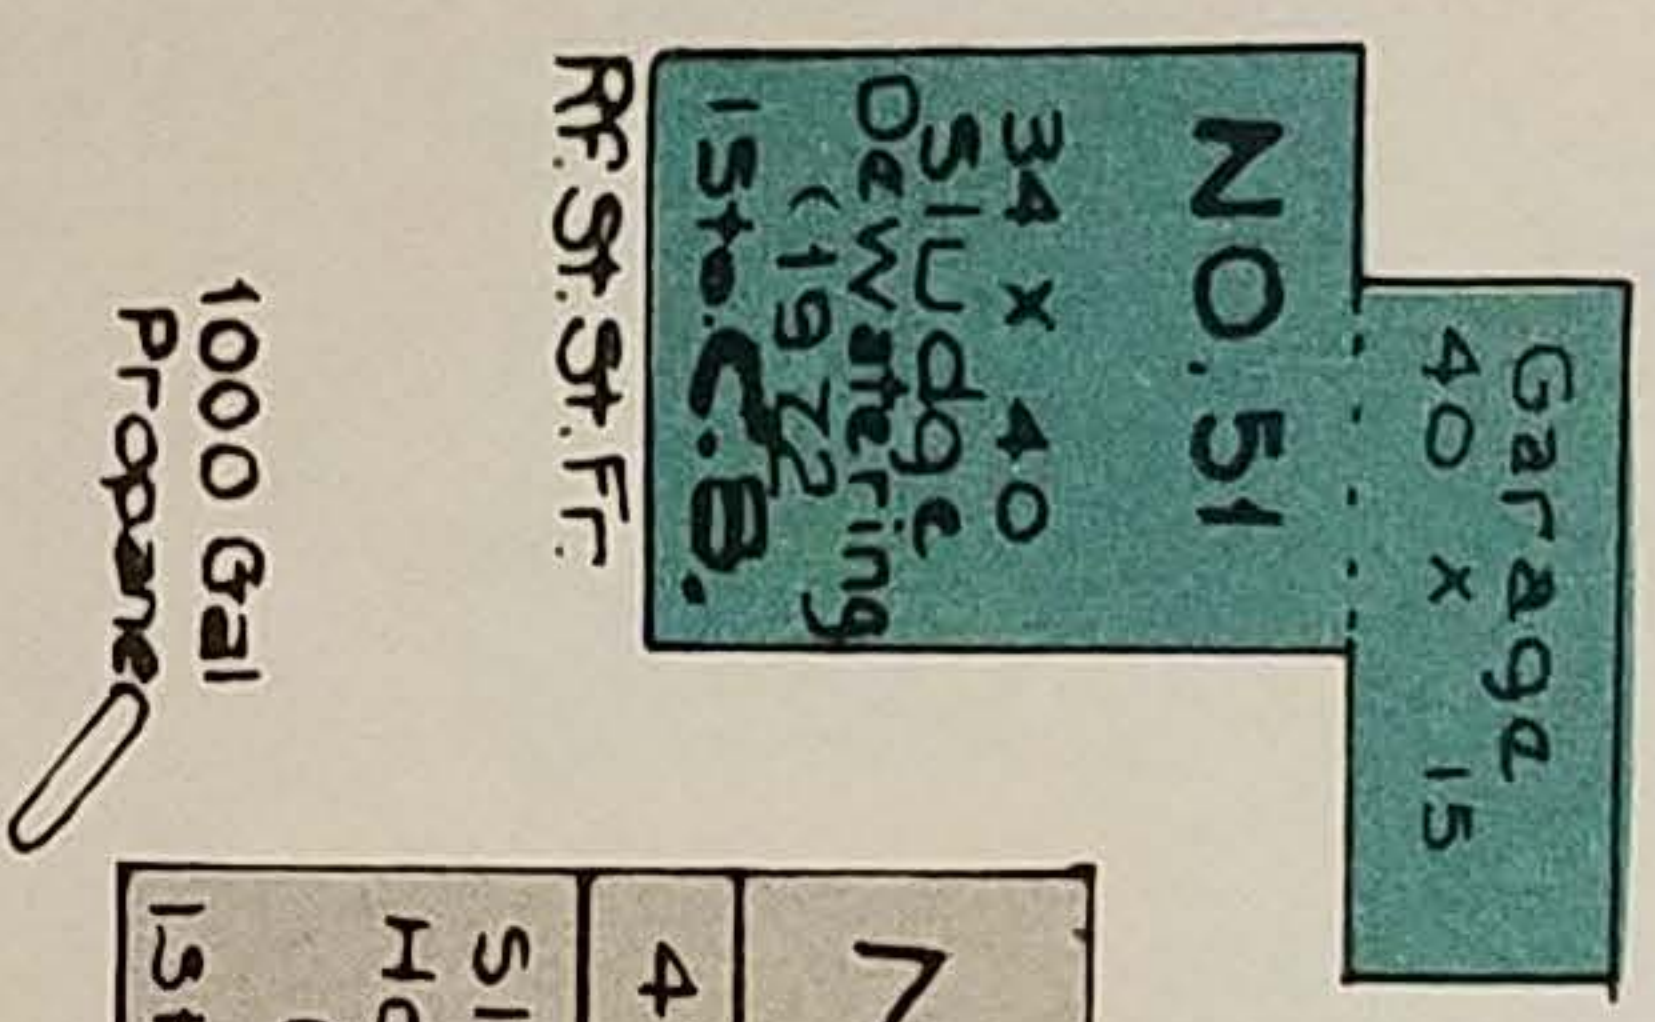 Garage
40 x 15
NO. 51
34 x 40
Sludge
Dewatering
(1972
1 Sto. C.B.
Rf. St. St. Fr.
1000 Gal
Propane
4
Sl